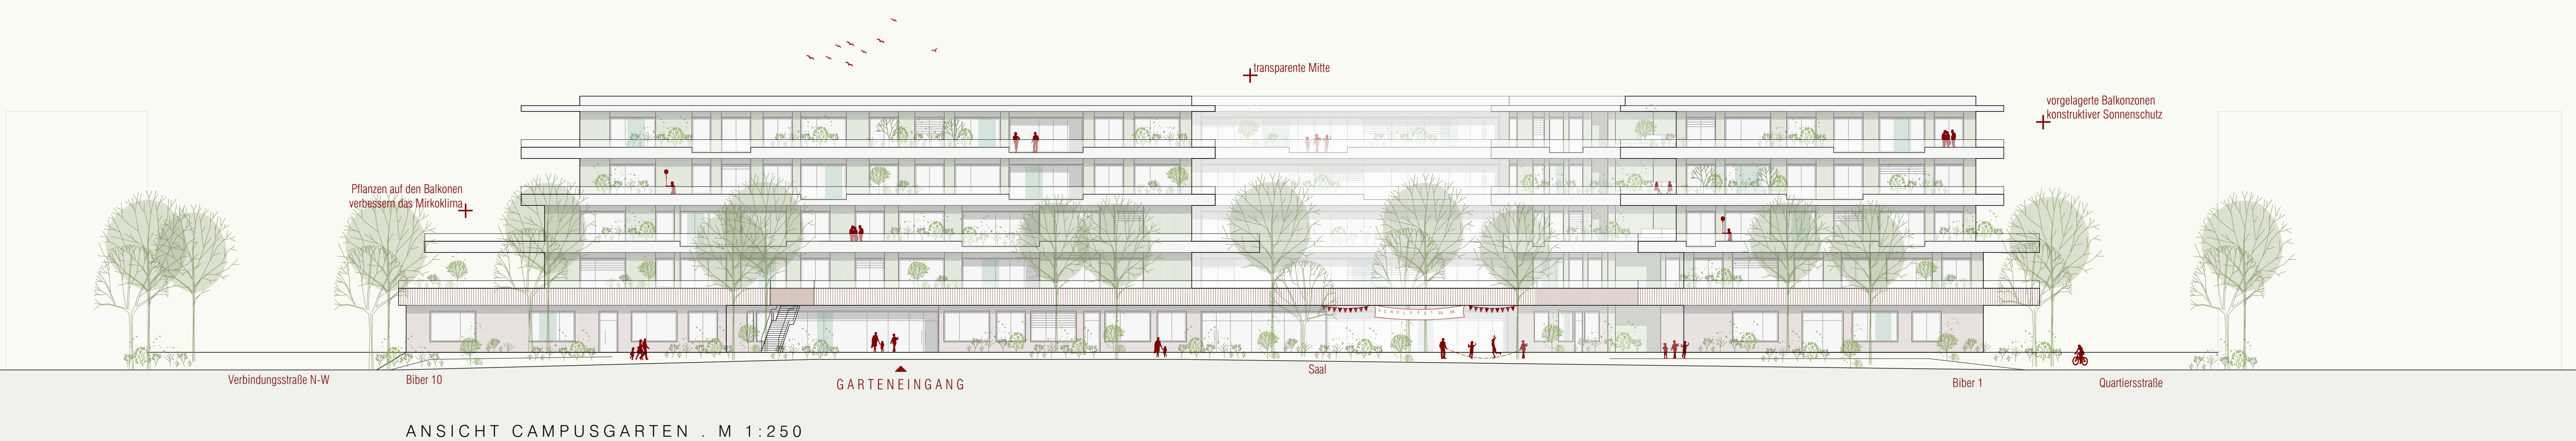 transparente Mitte
vorgelagerte Balkonzonen
konstruktiver Sonnenschutz
Pflanzen auf den Balkonen
verbessern das Mirkoklima
SCHULFEST
Verbindungsstraße N-W
Biber 10
GARTENEINGANG
Saal
Biber 1
Quartiersstraße
ANSICHT CAMPUSGARTEN . M 1:250